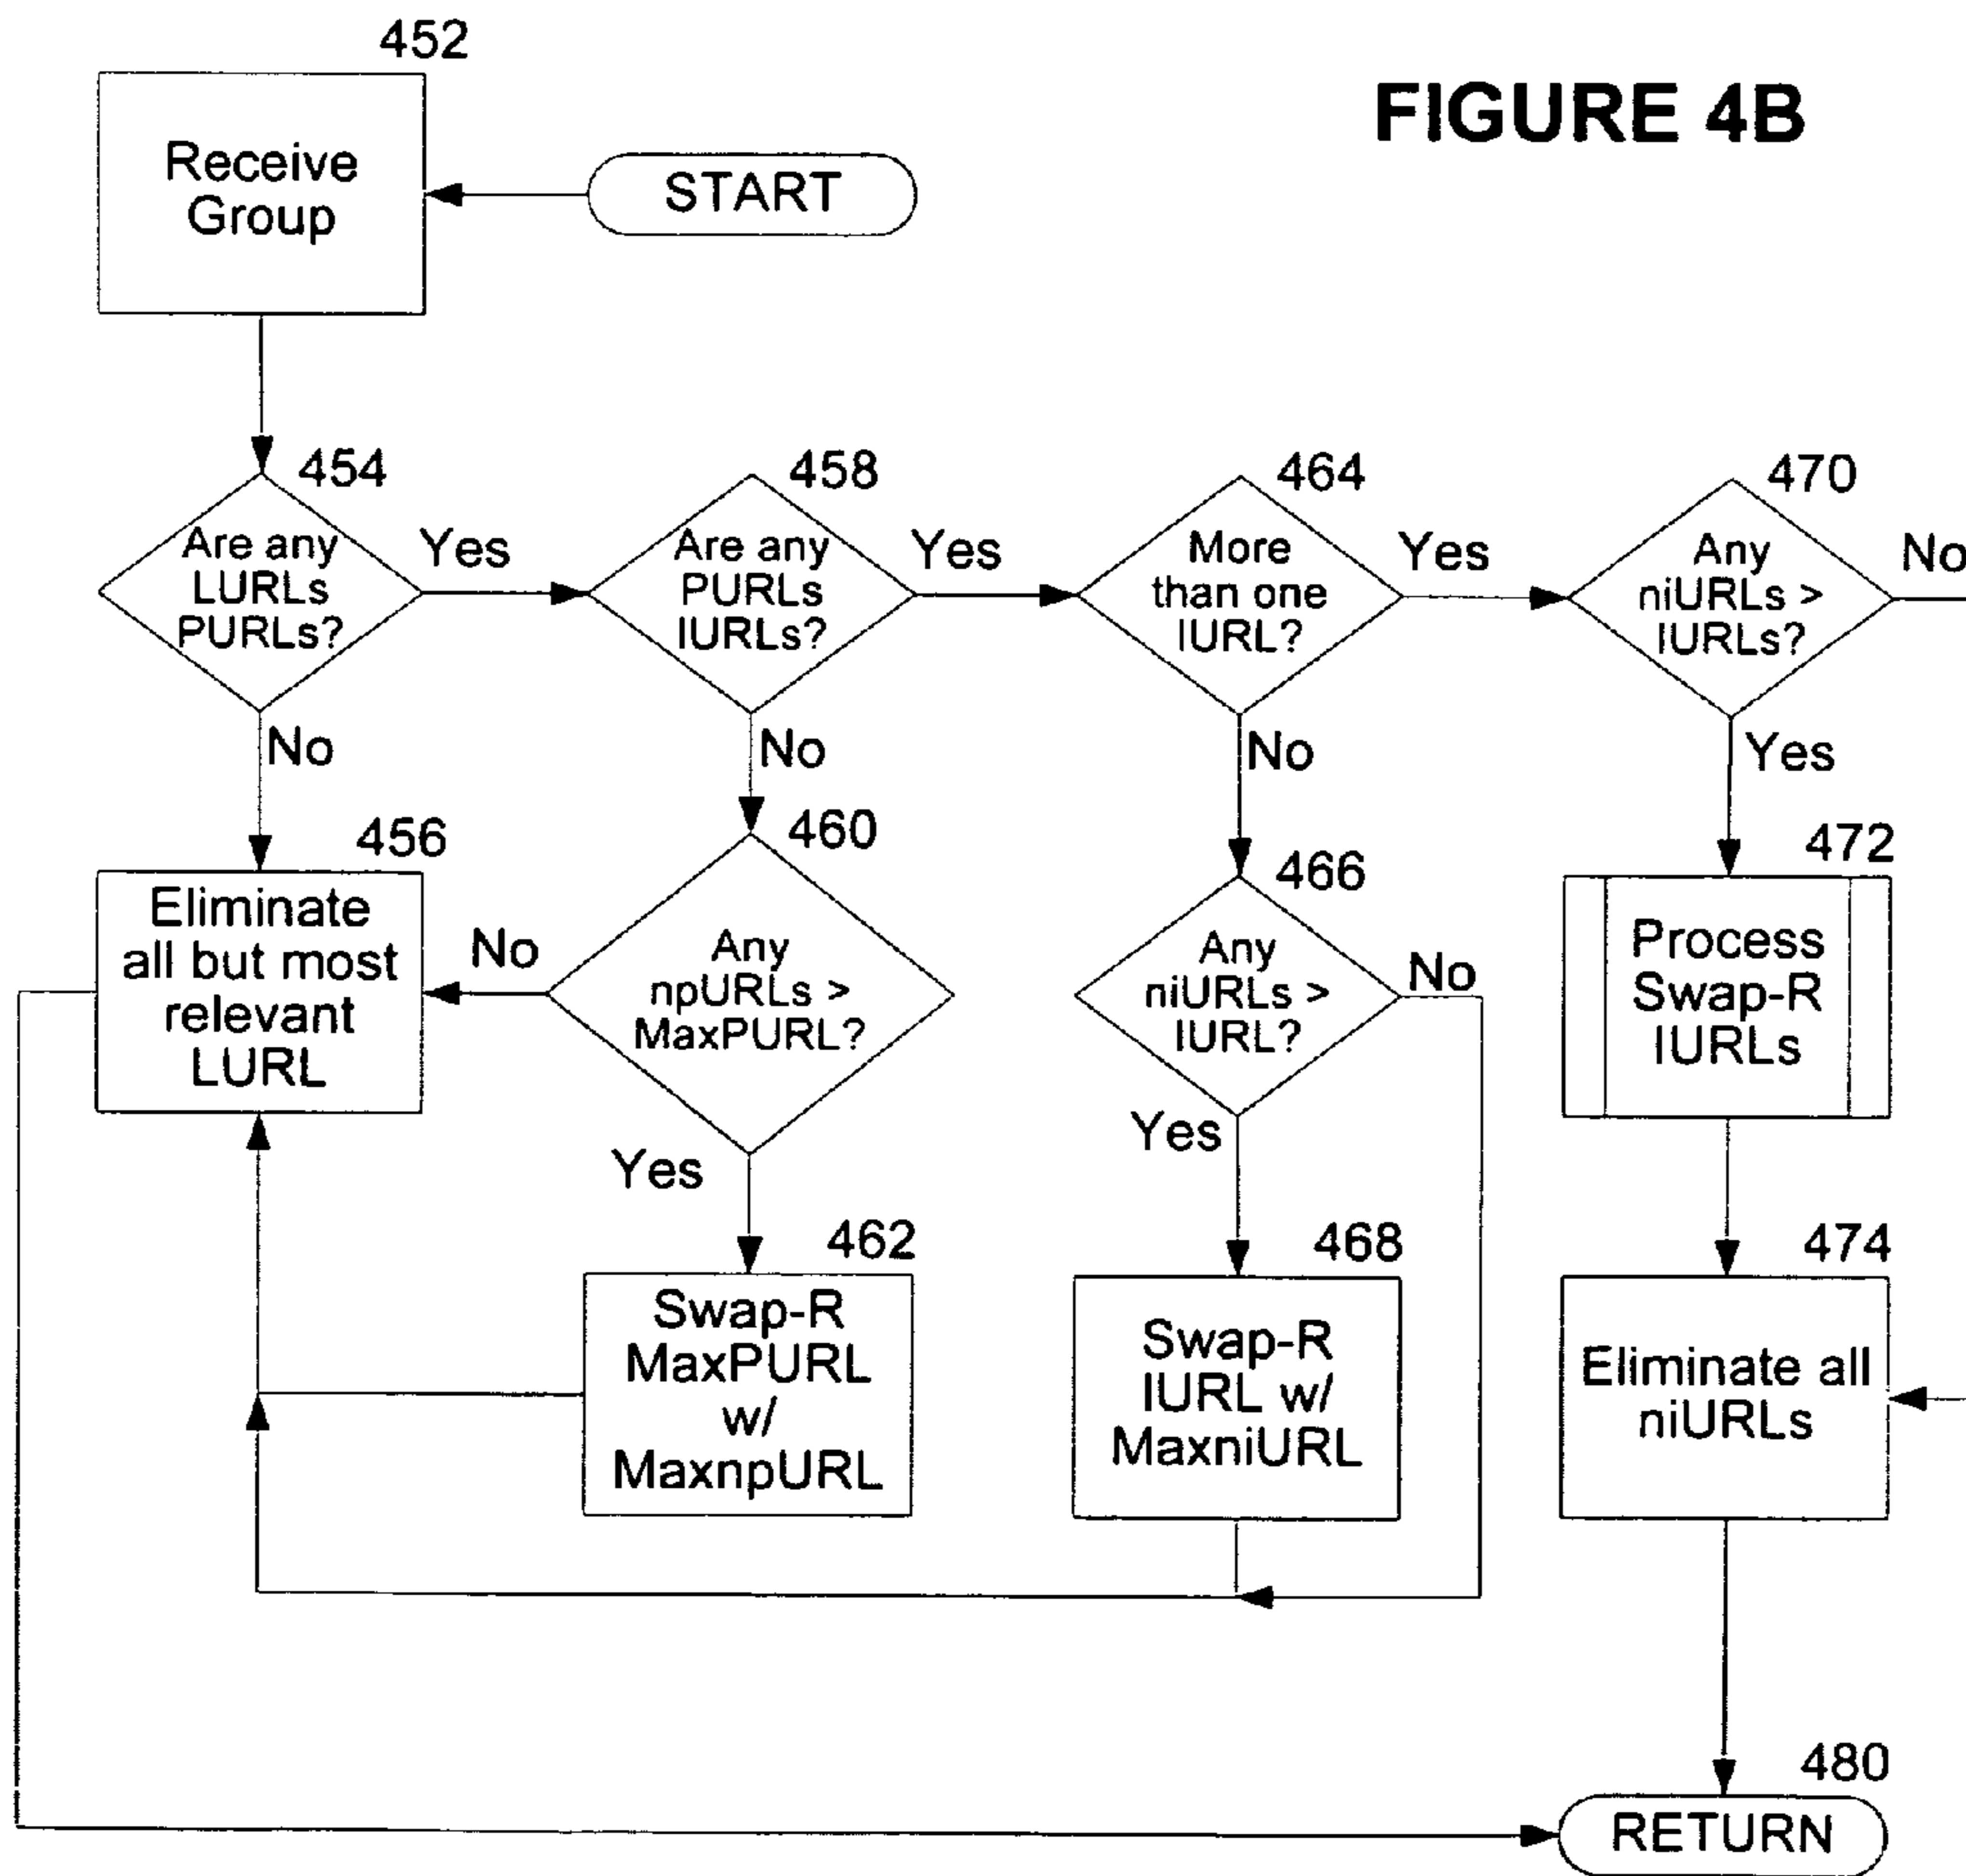 452
FIGURE 4B
Receive
Group
START
454
Are any
LURLs
PURLs?
Yes
No
458
Are any
PURLs
IURLs?
Yes
No
464
More
than one
IURL?
Yes
No
470
Any
niURLs >
IURLs?
No
Yes
456
Eliminate
all but most
relevant
LURL
460
Any
npURLs >
MaxPURL?
No
Yes
466
Any
niURLs >
IURL?
No
Yes
472
Process
Swap-R
IURLs
462
Swap-R
MaxPURL
w/
MaxnpURL
468
Swap-R
IURL w/
MaxniURL
474
Eliminate all
niURLs
480
RETURN